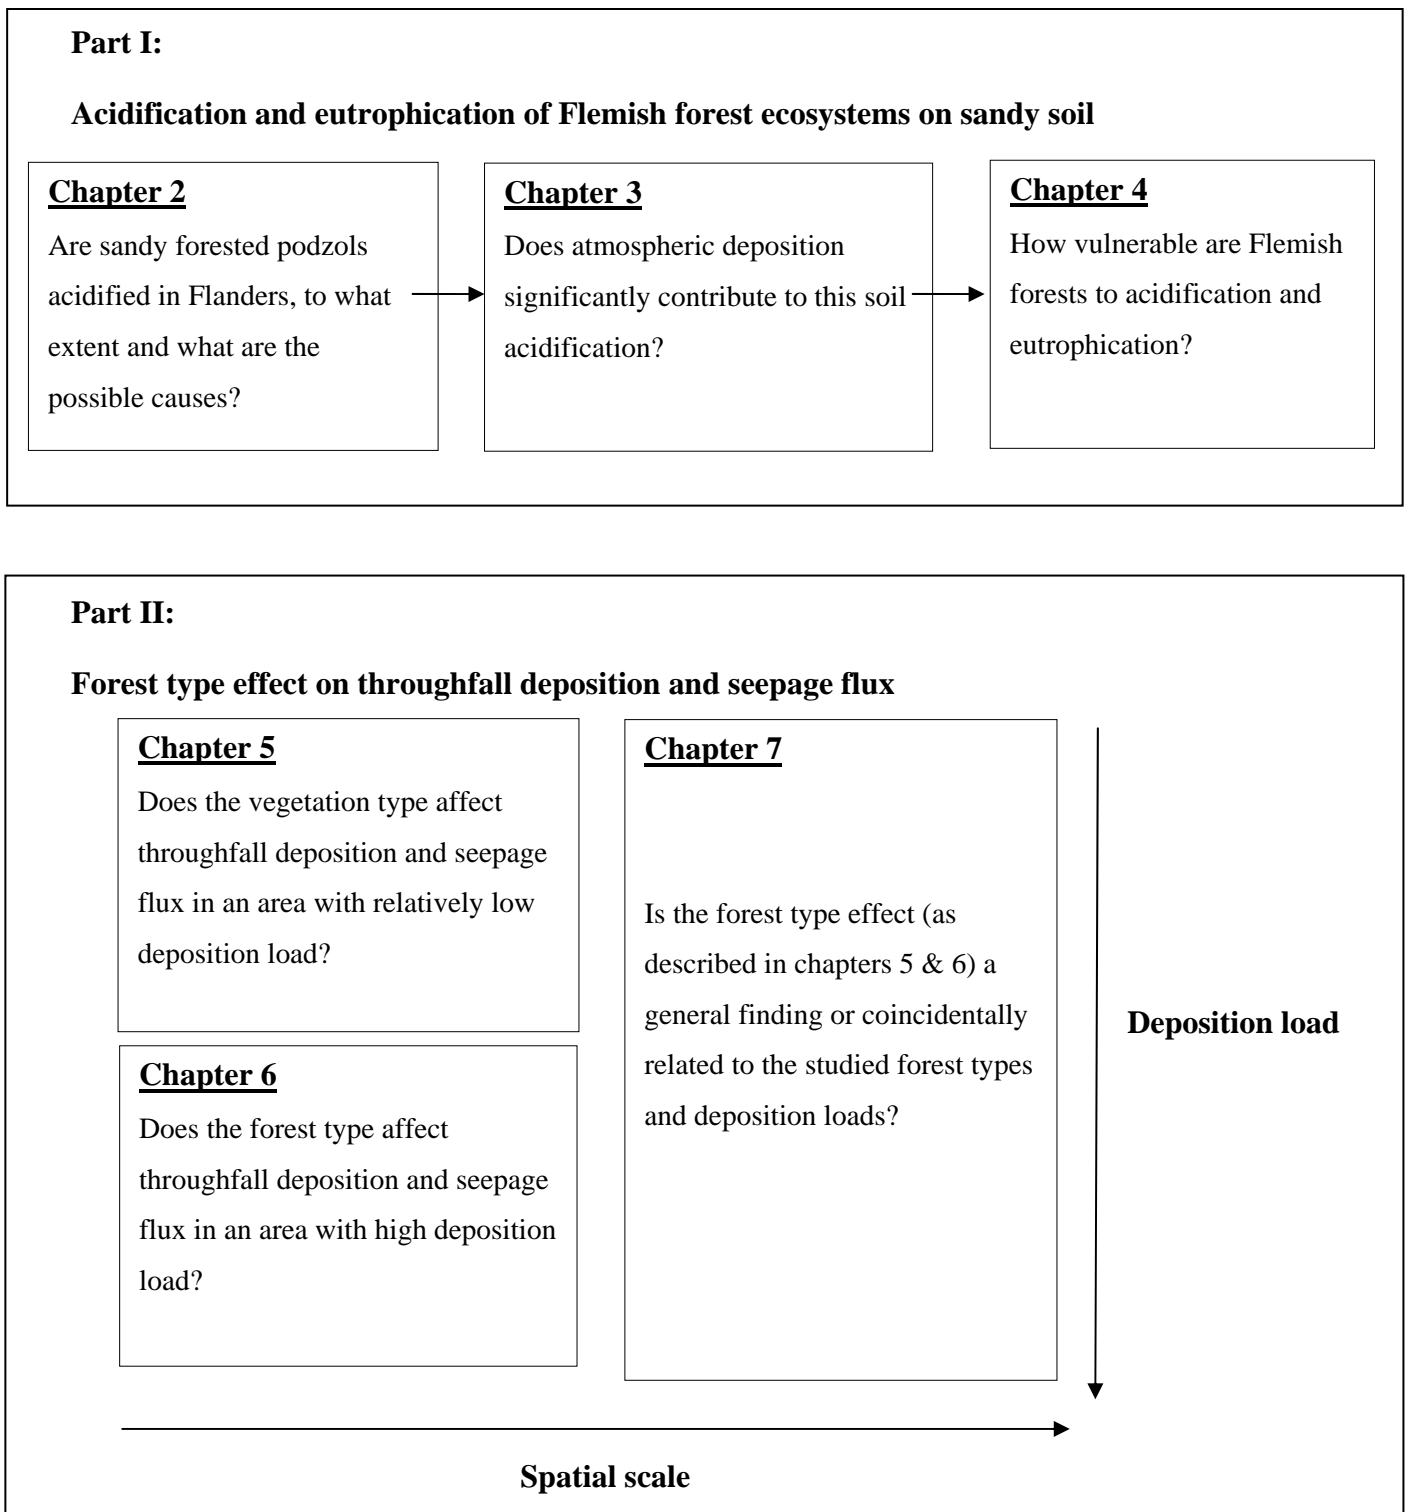 Part I:
Acidification and eutrophication of Flemish forest ecosystems on sandy soil
Chapter 2
Are sandy forested podzols
acidified in Flanders, to what
extent and what are the
possible causes?
Chapter 3
Does atmospheric deposition
significantly contribute to this soil
acidification?
Chapter 4
How vulnerable are Flemish
forests to acidification and
eutrophication?
Part II:
Forest type effect on throughfall deposition and seepage flux
Chapter 5
Does the vegetation type affect
throughfall deposition and seepage
flux in an area with relatively low
deposition load?
Chapter 6
Does the forest type affect
throughfall deposition and seepage
flux in an area with high deposition
load?
Chapter 7
Is the forest type effect (as
described in chapters 5 & 6) a
general finding or coincidentally
related to the studied forest types
and deposition loads?
Deposition load
Spatial scale